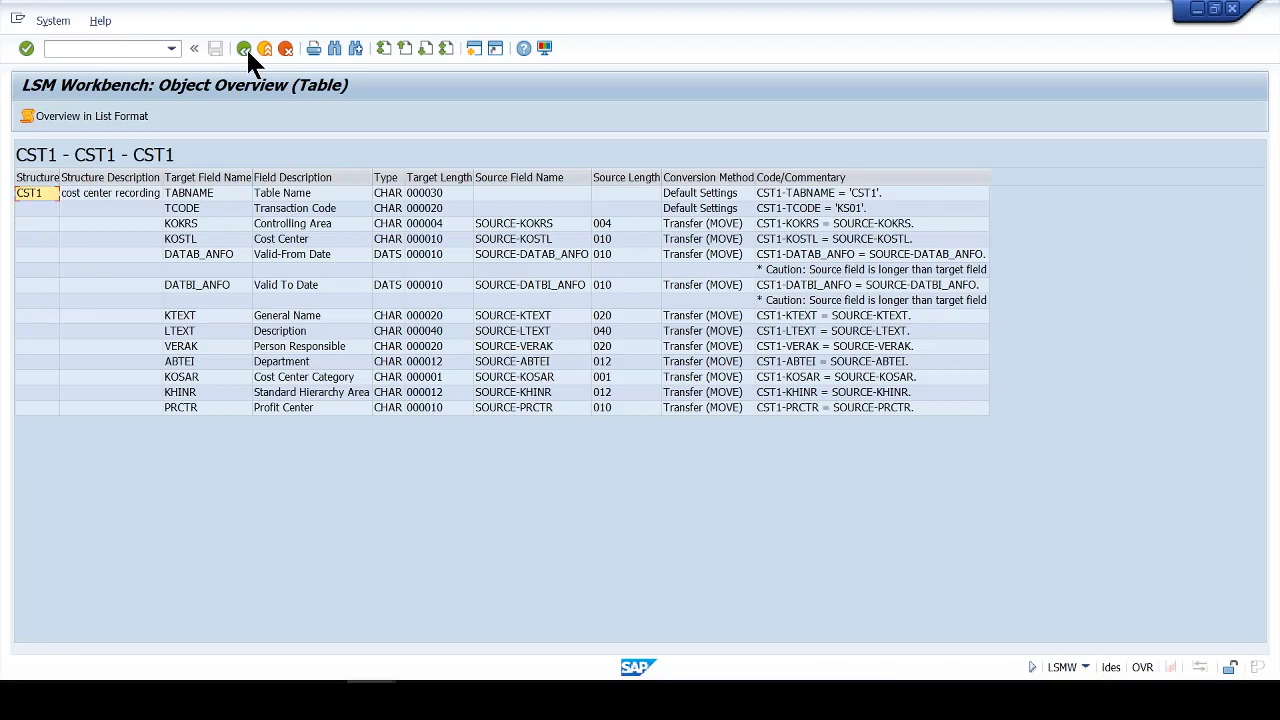 System Help
LSM Workbench: Object Overview (Table)
Overview in List Format
CST1 - CST1 - CST1
Structure Structure Description Target Field Name Field Description Type Target Length Source Field Name Source Length Conversion Method Code/Commentary
CST1 cost center recording TABNAME Table Name CHAR 000030 Default Settings CST1-TABNAME = 'CST1'.
TCODE Transaction Code CHAR 000020 Default Settings CST1-TCODE = 'KS01'.
KOKRS Controlling Area CHAR 000004 SOURCE-KOKRS 004 Transfer (MOVE) CST1-KOKRS = SOURCE-KOKRS.
KOSTL Cost Center CHAR 000010 SOURCE-KOSTL 010 Transfer (MOVE) CST1-KOSTL = SOURCE-KOSTL.
DATAB_ANFO Valid-From Date DATS 000010 SOURCE-DATAB_ANFO 010 Transfer (MOVE) CST1-DATAB_ANFO = SOURCE-DATAB_ANFO.
* Caution: Source field is longer than target field
DATBI_ANFO Valid To Date DATS 000010 SOURCE-DATBI_ANFO 010 Transfer (MOVE) CST1-DATBI_ANFO = SOURCE-DATBI_ANFO.
* Caution: Source field is longer than target field
KTEXT General Name CHAR 000020 SOURCE-KTEXT 020 Transfer (MOVE) CST1-KTEXT = SOURCE-KTEXT.
LTEXT Description CHAR 000040 SOURCE-LTEXT 040 Transfer (MOVE) CST1-LTEXT = SOURCE-LTEXT.
VERAK Person Responsible CHAR 000020 SOURCE-VERAK 020 Transfer (MOVE) CST1-VERAK = SOURCE-VERAK.
ABTEI Department CHAR 000012 SOURCE-ABTEI 012 Transfer (MOVE) CST1-ABTEI = SOURCE-ABTEI.
KOSAR Cost Center Category CHAR 000001 SOURCE-KOSAR 001 Transfer (MOVE) CST1-KOSAR = SOURCE-KOSAR.
KHINR Standard Hierarchy Area CHAR 000012 SOURCE-KHINR 012 Transfer (MOVE) CST1-KHINR = SOURCE-KHINR.
PRCTR Profit Center CHAR 000010 SOURCE-PRCTR 010 Transfer (MOVE) CST1-PRCTR = SOURCE-PRCTR.
SAP LSMW Ides OVR